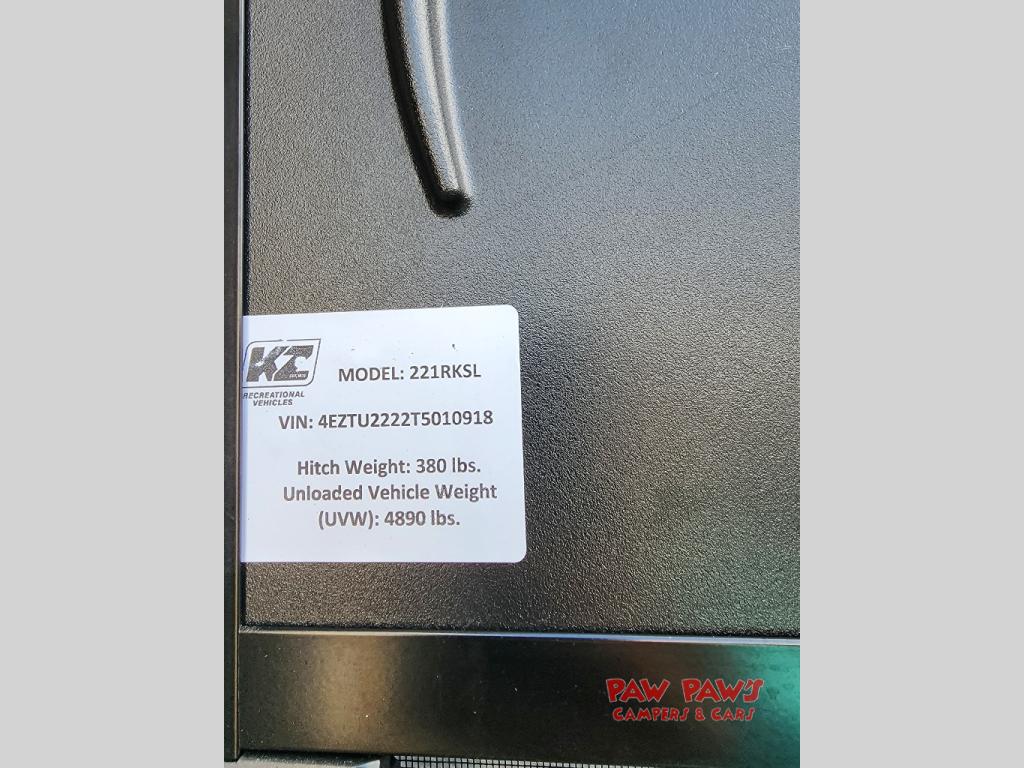 KZ
RECREATIONAL
VEHICLES
MODEL: 221RKSL
VIN: 4EZTU2222T5010918
Hitch Weight: 380 lbs.
Unloaded Vehicle Weight
(UVW): 4890 lbs.
PAW PAW'S
CAMPERS & CARS